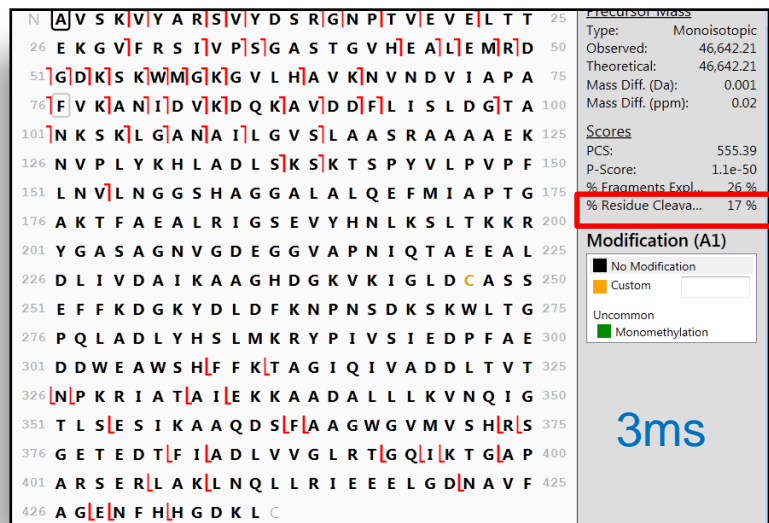 N A V S K V Y A R S V Y D S R G N P T V E V E L T T 25
26 E K G V F R S I V P S G A S T G V H E A L E M R D 50
51 G D K S K W M G K G V L H A V K N V N D V I A P A 75
76 F V K A N I D V K D Q K A V D D F L I S L D G T A 100
101 N K S K L G A N A I L G V S L A A S R A A A A E K 125
126 N V P L Y K H L A D L S K S K T S P Y V L P V P F 150
151 L N V L N G G S H A G G A L A L Q E F M I A P T G 175
176 A K T F A E A L R I G S E V Y H N L K S L T K K R 200
201 Y G A S A G N V G D E G G V A P N I Q T A E E A L 225
226 D L I V D A I K A A G H D G K V K I G L D C A S S 250
251 E F F K D G K Y D L D F K N P N S D K S K W L T G 275
276 P Q L A D L Y H S L M K R Y P I V S I E D P F A E 300
301 D D W E A W S H F F K T A G I Q I V A D D L T V T 325
326 N P K R I A T A I E K K A A D A L L L K V N Q I G 350
351 T L S E S I K A A Q D S F A A G W G V M V S H R S 375
376 G E T E D T F I A D L V V G L R T G Q I K T G A P 400
401 A R S E R L A K L N Q L L R I E E E L G D N A V F 425
426 A G E N F H H G D K L C
Precursor Mass
Type: Monoisotopic
Observed: 46,642.21
Theoretical: 46,642.21
Mass Diff. (Da): 0.001
Mass Diff. (ppm): 0.02
Scores
PCS: 555.39
P-Score: 1.1e-50
% Fragments Expl... 26 %
% Residue Cleava... 17 %
Modification (A1)
No Modification
Custom
Uncommon
Monomethylation
3ms